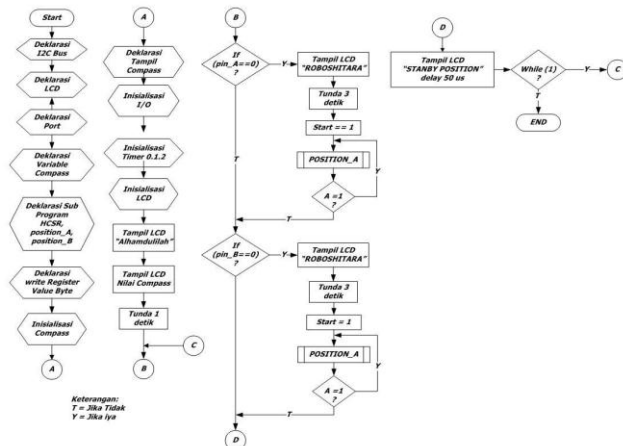 Start
Deklarasi
I2C Bus
Deklarasi
LCD
Deklarasi
Port
Deklarasi
Variable
Compass
Deklarasi Sub
Program
HCSR,
position_A,
position_B
Deklarasi
write Register
Value Byte
Inisialisasi
Compass
A
A
Deklarasi
Tampil
Compass
Inisialisasi
I/O
Inisialisasi
Timer 0.1.2
Inisialisasi
LCD
Tampil LCD
"Alhamdulilah"
Tampil LCD
Nilai Compass
Tunda 1
detik
C
B
B
If
(pin_A==0)
?
Y
Tampil LCD
"ROBOSHITARA"
Tunda 3
detik
Start == 1
POSITION_A
Y
A =1
?
T
T
If
(pin_B==0)
?
Y
Tampil LCD
"ROBOSHITARA"
Tunda 3
detik
Start = 1
POSITION_A
Y
A =1
?
T
T
D
D
Tampil LCD
"STANBY POSITION"
delay 50 us
While (1)
?
Y
C
T
END
Keterangan:
T = Jika Tidak
Y = Jika iya